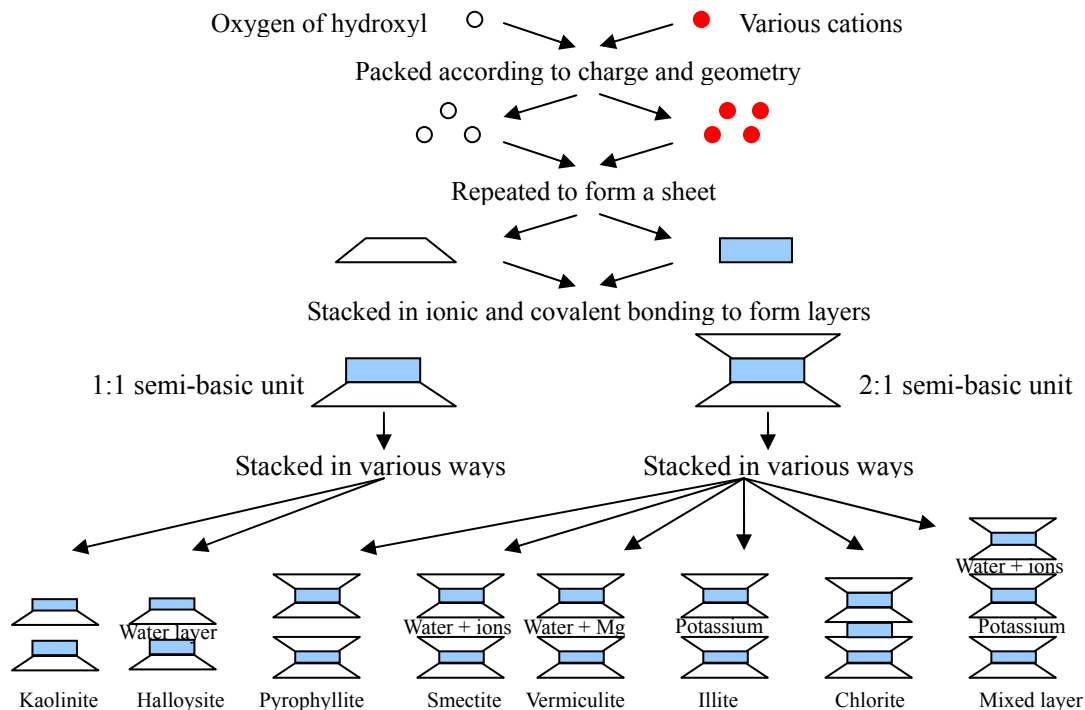 Oxygen of hydroxyl
Various cations
Packed according to charge and geometry
Repeated to form a sheet
Stacked in ionic and covalent bonding to form layers
1:1 semi-basic unit
2:1 semi-basic unit
Stacked in various ways
Stacked in various ways
Water + ions
Water layer
Water + ions
Water + Mg
Potassium
Potassium
Kaolinite
Halloysite
Pyrophyllite
Smectite
Vermiculite
Illite
Chlorite
Mixed layer